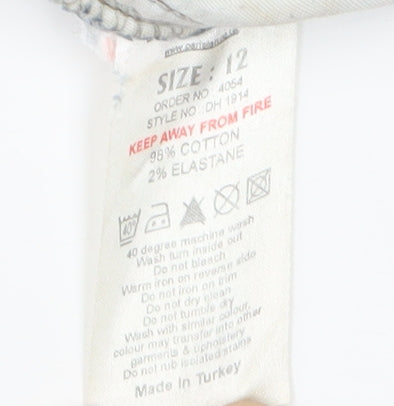 SIZE: 12
ORDER NO: 4054
STYLE NO: DH 1914
KEEP AWAY FROM FIRE
98% COTTON
2% ELASTANE
40°
40 degree machine wash
Wash turn inside out
Do not bleach
Warm iron on reverse side
Do not iron on trim
Do not dry clean
Do not tumble dry
Wash with similar colour,
colour may transfer into other
garments & upholstery
Do not rub isolated stains
Made in Turkey